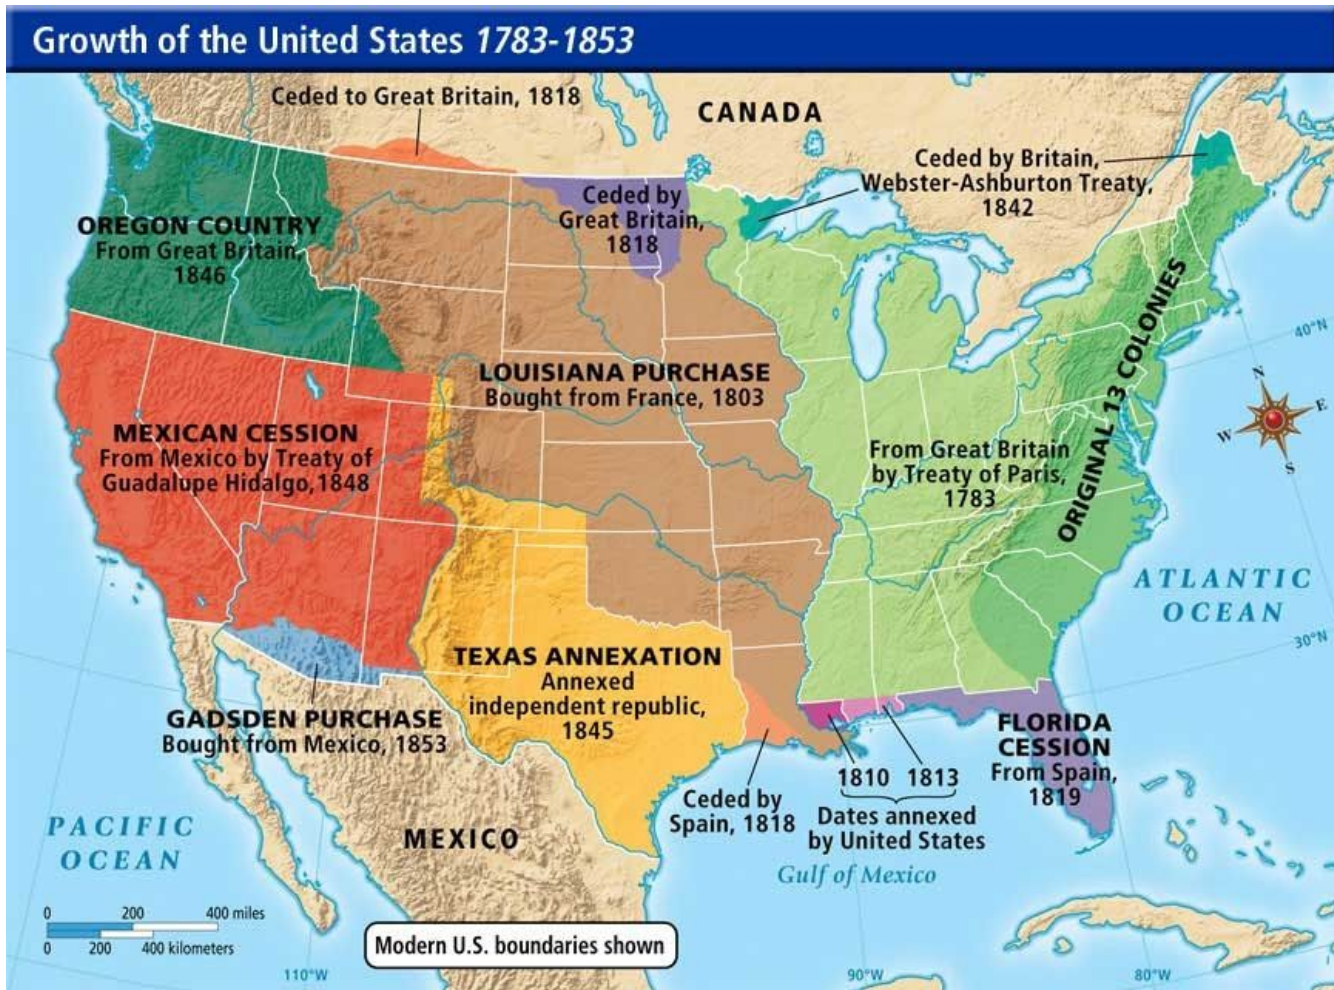 Growth of the United States 1783-1853
Ceded to Great Britain, 1818
CANADA
Ceded by Britain,
Webster-Ashburton Treaty,
1842
Ceded by
Great Britain,
1818
OREGON COUNTRY
From Great Britain,
1846
ORIGINAL 13 COLONIES
40°N
N
E
W
S
LOUISIANA PURCHASE
Bought from France, 1803
MEXICAN CESSION
From Mexico by Treaty of
Guadalupe Hidalgo, 1848
From Great Britain
by Treaty of Paris,
1783
ATLANTIC
OCEAN
30°N
TEXAS ANNEXATION
Annexed
independent republic,
1845
GADSDEN PURCHASE
Bought from Mexico, 1853
FLORIDA
CESSION
From Spain,
1819
1810 1813
Dates annexed
by United States
Ceded by
Spain, 1818
PACIFIC
OCEAN
MEXICO
Gulf of Mexico
0 200 400 miles
0 200 400 kilometers
Modern U.S. boundaries shown
110°W
90°W
80°W